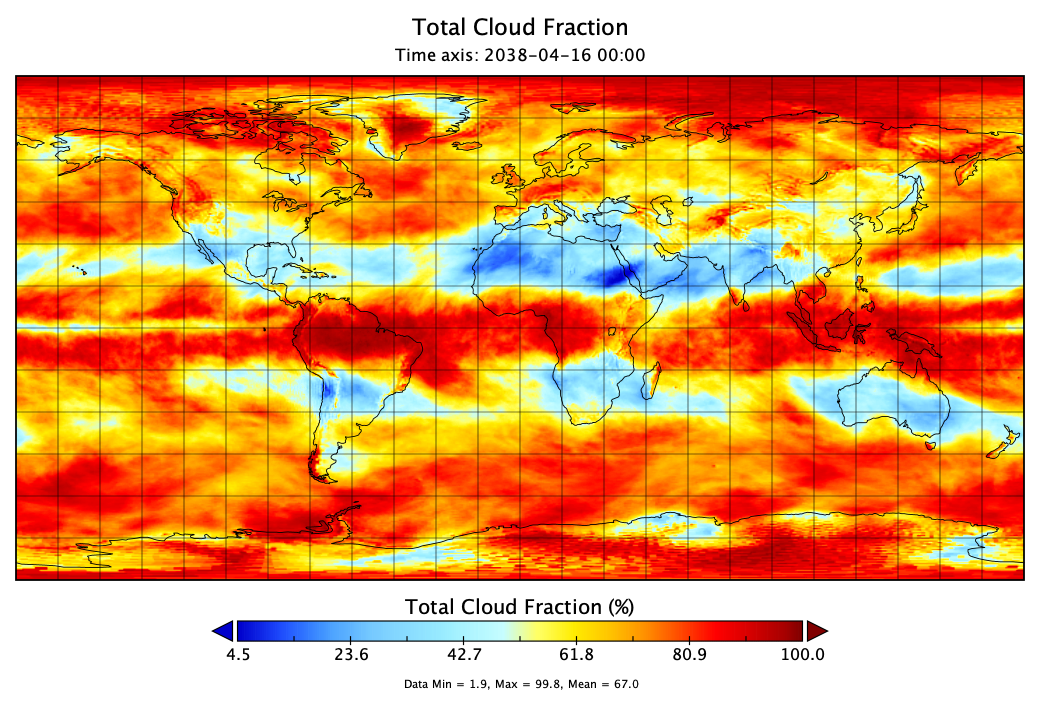 Total Cloud Fraction
Time axis: 2038-04-16 00:00
Total Cloud Fraction (%)
4.5 23.6 42.7 61.8 80.9 100.0
Data Min = 1.9, Max = 99.8, Mean = 67.0